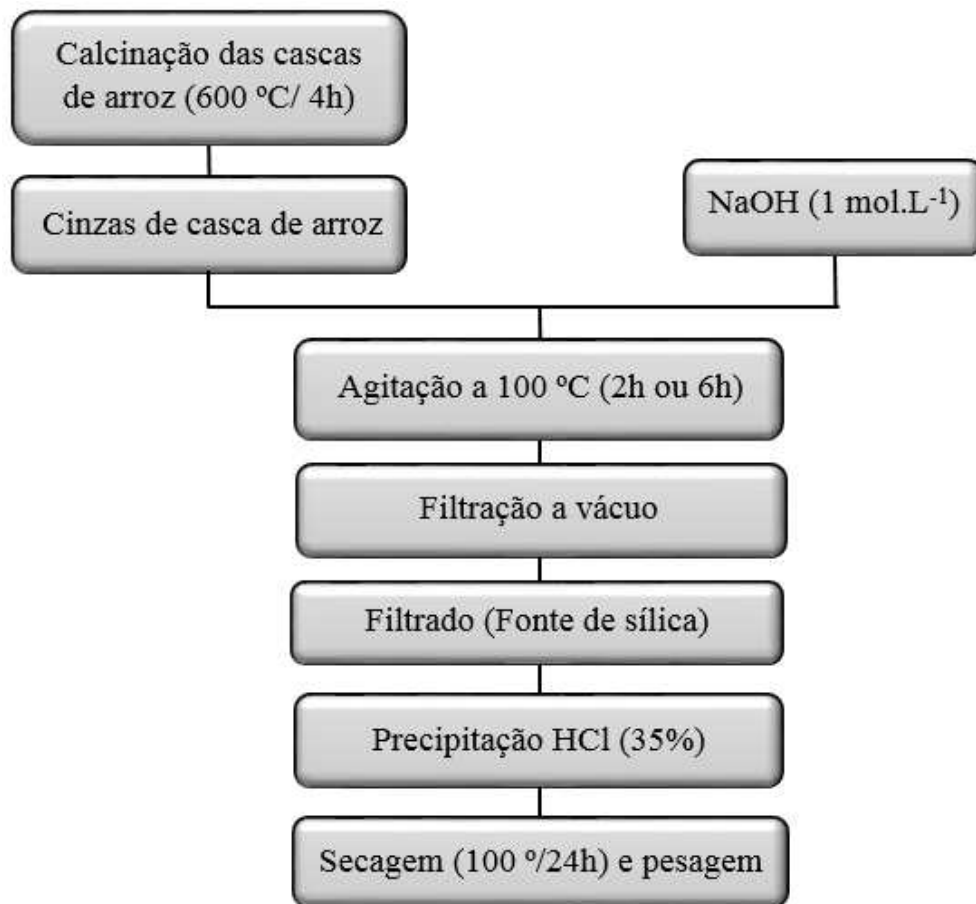 Calcinação das cascas
de arroz (600 ºC/ 4h)
Cinzas de casca de arroz
NaOH (1 mol.L⁻¹)
Agitação a 100 ºC (2h ou 6h)
Filtração a vácuo
Filtrado (Fonte de sílica)
Precipitação HCl (35%)
Secagem (100 º/24h) e pesagem